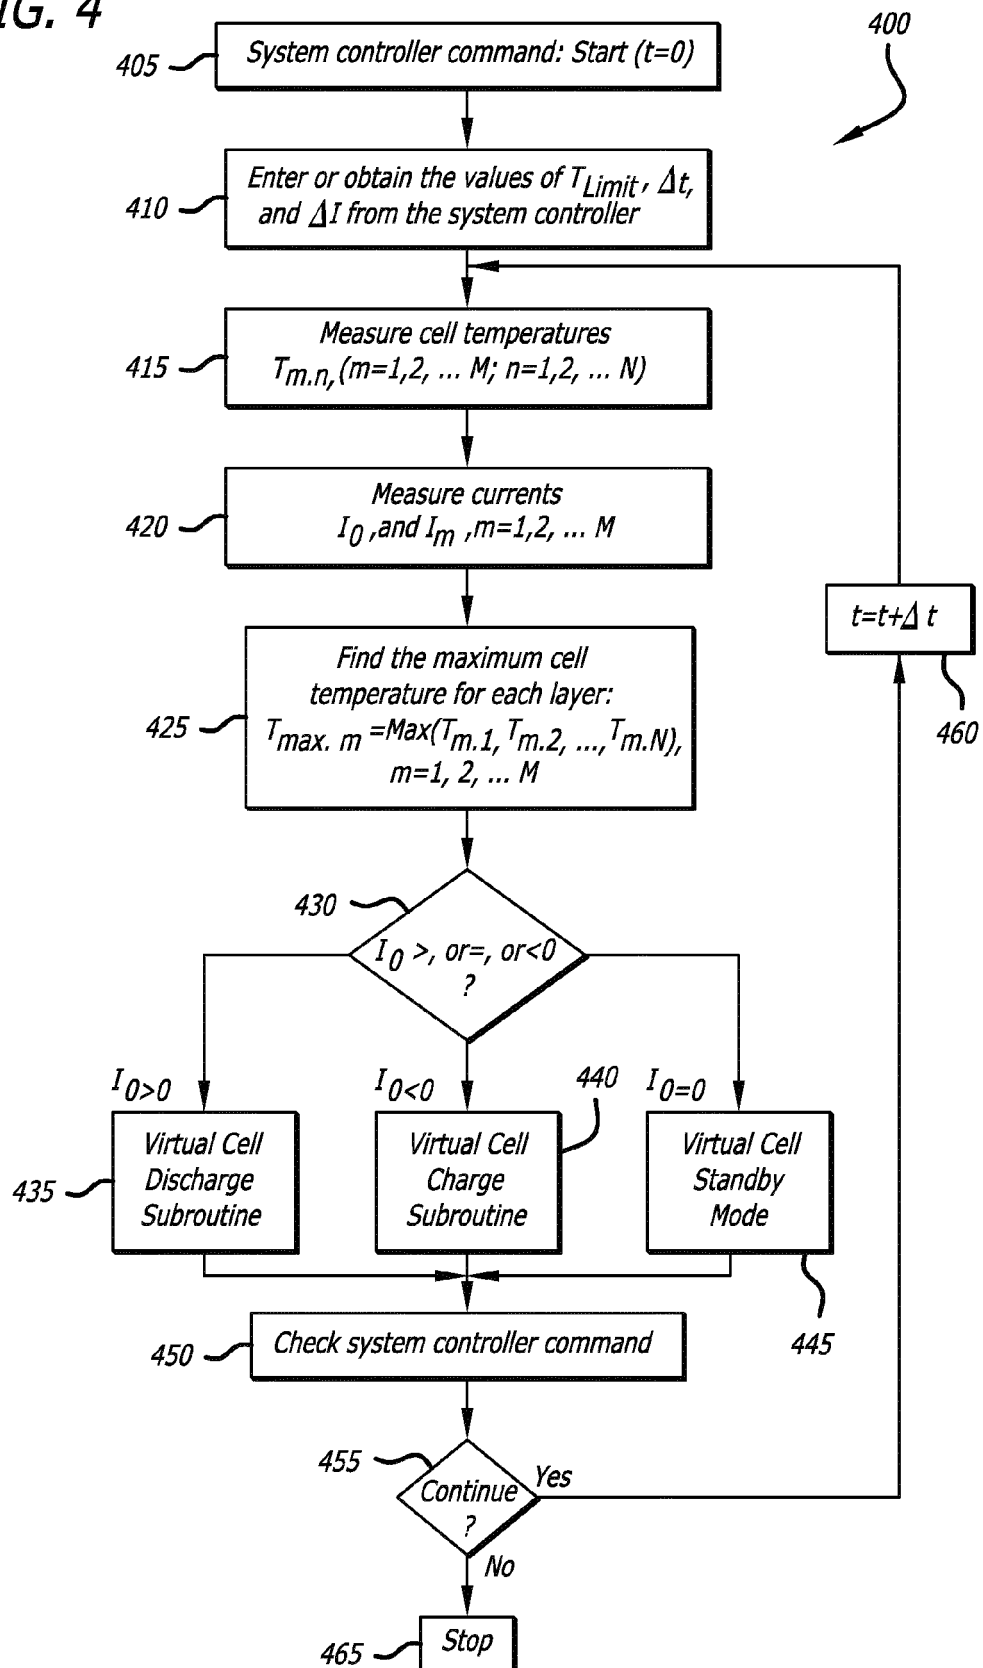 IG. 4
400
System controller command: Start (t=0)
405
Enter or obtain the values of T_Limit, Δt,
and ΔI from the system controller
410
Measure cell temperatures
T_m.n, (m=1,2, ... M; n=1,2, ... N)
415
Measure currents
I_0 ,and I_m ,m=1,2, ... M
420
t=t+Δ t
460
Find the maximum cell
temperature for each layer:
T_max. m =Max(T_m.1, T_m.2, ...,T_m.N),
m=1, 2, ... M
425
430
I_0 >, or=, or<0
?
I_0>0
I_0<0
440
I_0=0
Virtual Cell
Discharge
Subroutine
435
Virtual Cell
Charge
Subroutine
Virtual Cell
Standby
Mode
445
Check system controller command
450
455
Continue
?
Yes
No
Stop
465